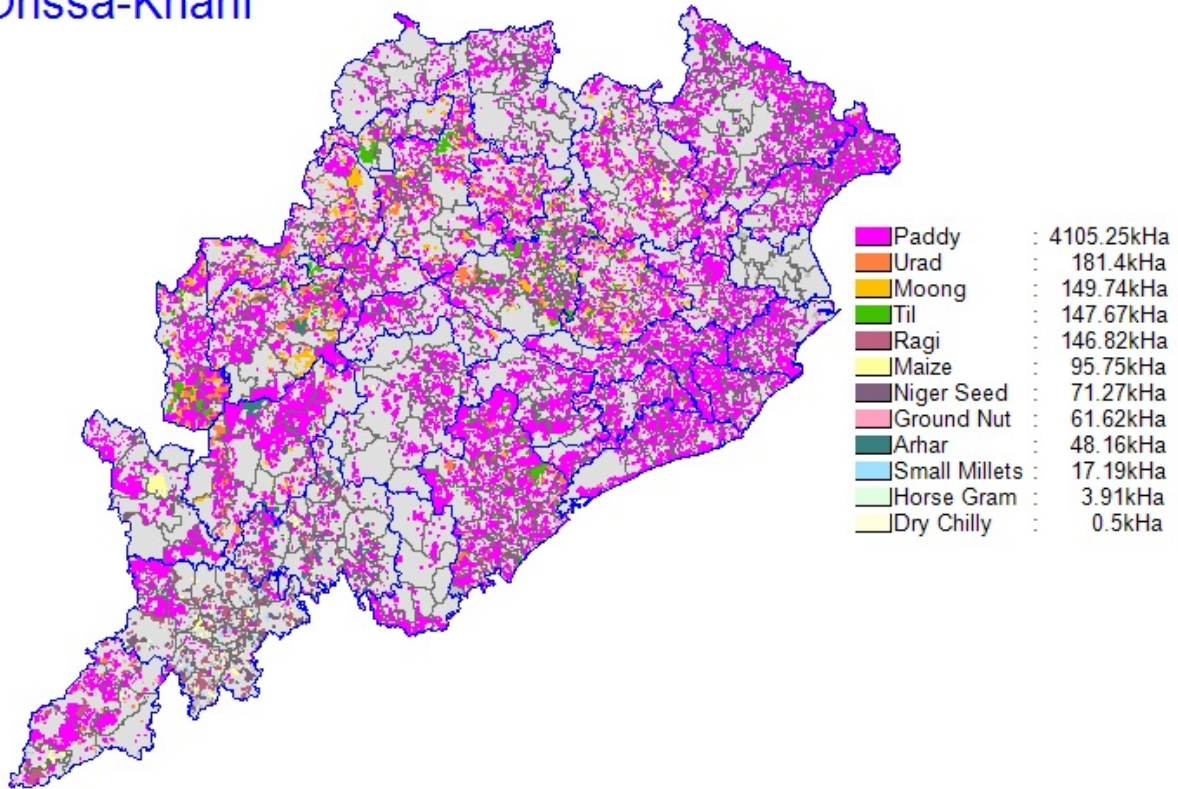 Orissa-Kharif
Paddy : 4105.25kHa
Urad : 181.4kHa
Moong : 149.74kHa
Til : 147.67kHa
Ragi : 146.82kHa
Maize : 95.75kHa
Niger Seed : 71.27kHa
Ground Nut : 61.62kHa
Arhar : 48.16kHa
Small Millets : 17.19kHa
Horse Gram : 3.91kHa
Dry Chilly : 0.5kHa